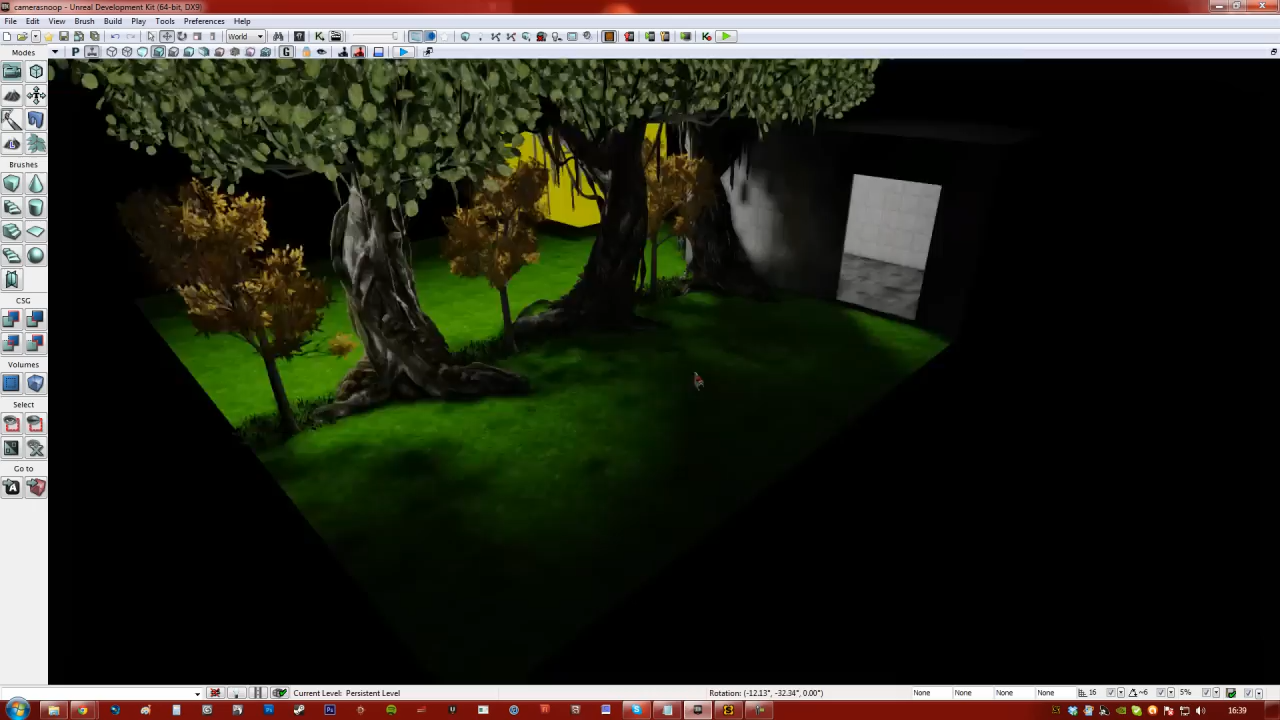 camerasnoop - Unreal Development Kit (64-bit, DX9)
File Edit View Brush Build Play Tools Preferences Help
World
Modes
P
G
Brushes
CSG
Volumes
Select
Go to
Current Level: Persistent Level
Rotation: (-12.13°, -32.34°, 0.00°)
None None None None 16 ~6 5%
16:39